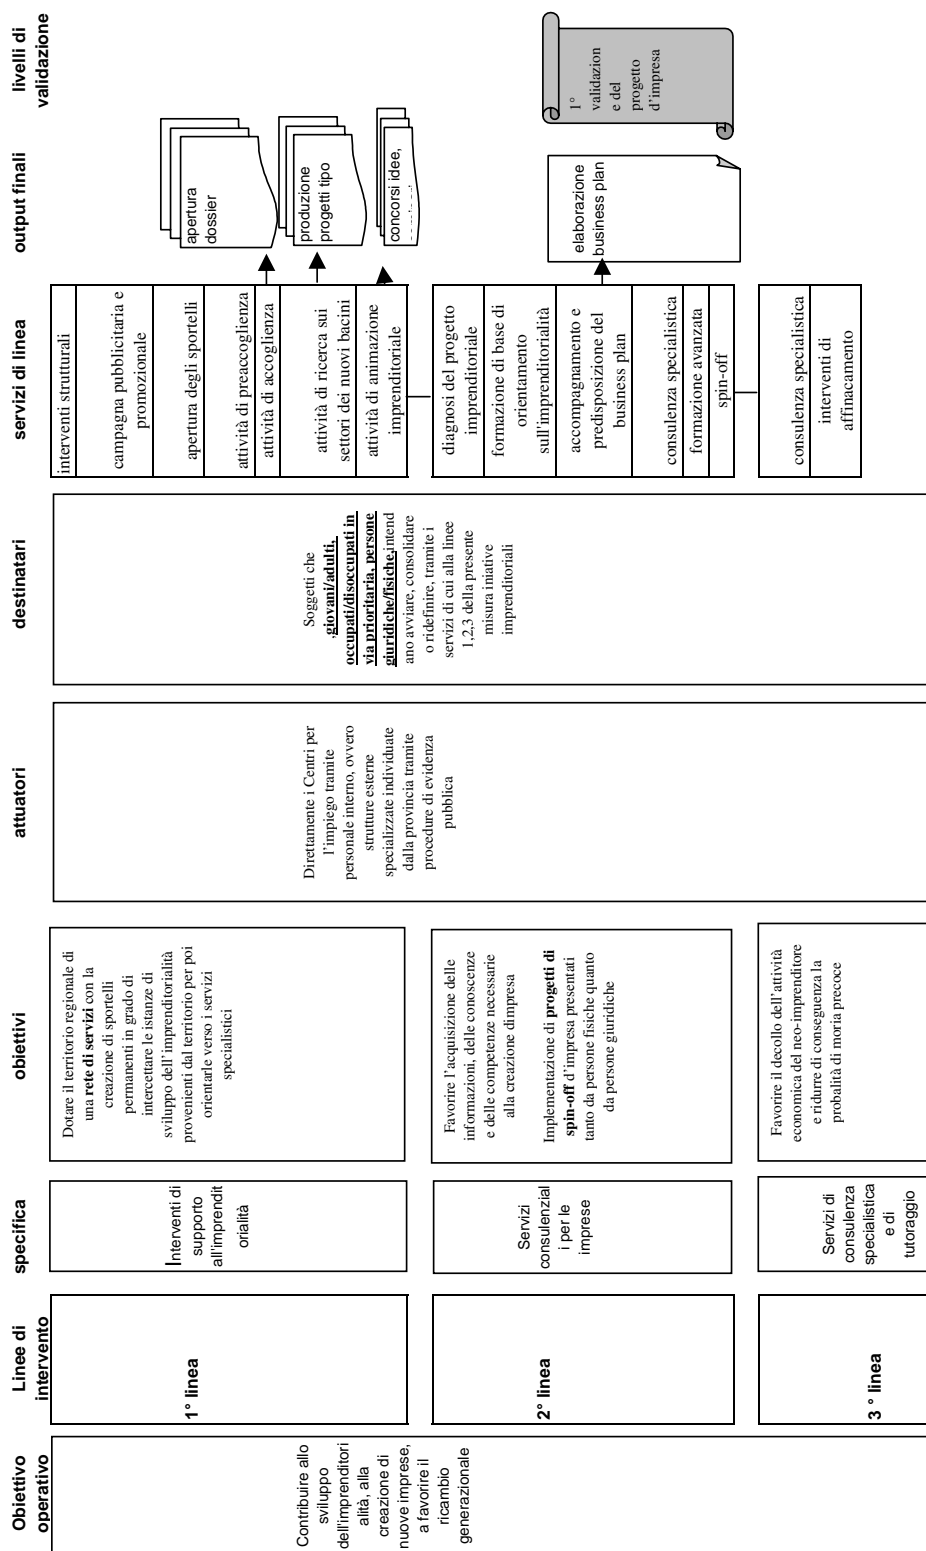 Obiettivo
operativo
Linee di
intervento
specifica
obiettivi
attuatori
destinatari
servizi di linea
output finali
livelli di
validazione
Contribuire allo
sviluppo
dell'imprenditori
alità, alla
creazione di
nuove imprese,
a favorire il
ricambio
generazionale
1° linea
Interventi di
supporto
all'imprendit
orialità
Dotare il territorio regionale di
una rete di servizi con la
creazione di sportelli
permanenti in grado di
intercettare le istanze di
sviluppo dell'imprenditorialità
provenienti dal territorio per poi
orientarle verso i servizi
specialistici
Direttamente i Centri per
l'impiego tramite
personale interno, ovvero
strutture esterne
specializzate individuate
dalla provincia tramite
procedure di evidenza
pubblica
Soggetti che
,giovani/adulti,
occupati/disoccupati in
via prioritaria, persone
giuridiche/fisiche,intend
ano avviare, consolidare
o ridefinire, tramite i
servizi di cui alla linee
1,2,3 della presente
misura iniative
imprenditoriali
interventi strutturali
campagna pubblicitaria e
promozionale
apertura degli sportelli
attività di preaccoglienza
attività di accoglienza
attività di ricerca sui
settori dei nuovi bacini
attività di animazione
imprenditoriale
apertura
dossier
produzione
progetti tipo
concorsi idee,
2° linea
Servizi
consulenzial
i per le
imprese
Favorire l'acquisizione delle
informazioni, delle conoscenze
e delle competenze necessarie
alla creazione dimpresa
Implementazione di progetti di
spin-off d'impresa presentati
tanto da persone fisiche quanto
da persone giuridiche
diagnosi del progetto
imprenditoriale
formazione di base di
orientamento
sull'imprenditorialità
accompagnamento e
predisposizione del
business plan
consulenza specialistica
formazione avanzata
spin-off
elaborazione
business plan
1°
validazion
e del
progetto
d'impresa
3 ° linea
Servizi di
consulenza
specialistica
e di
tutoraggio
Favorire il decollo dell'attività
economica del neo-imprenditore
e ridurre di conseguenza la
probalità di moria precoce
consulenza specialistica
interventi di
affinacamento